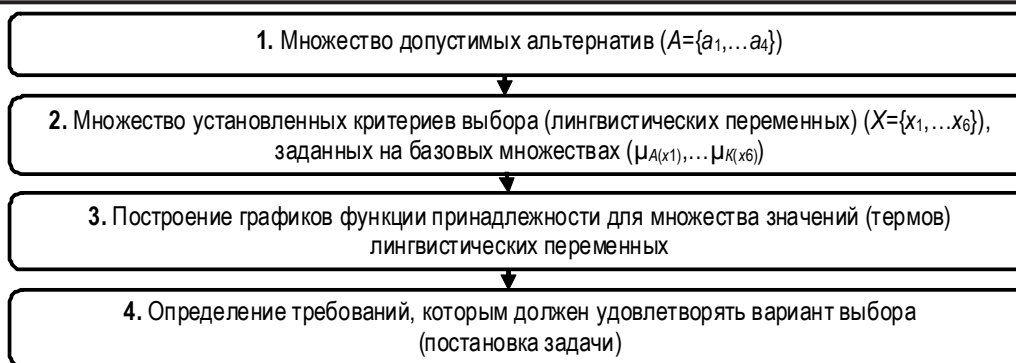 1. Множество допустимых альтернатив (A={a1,…a4})
2. Множество установленных критериев выбора (лингвистических переменных) (X={x1,…x6}),
заданных на базовых множествах (μA(x1),…μK(x6))
3. Построение графиков функции принадлежности для множества значений (термов)
лингвистических переменных
4. Определение требований, которым должен удовлетворять вариант выбора
(постановка задачи)